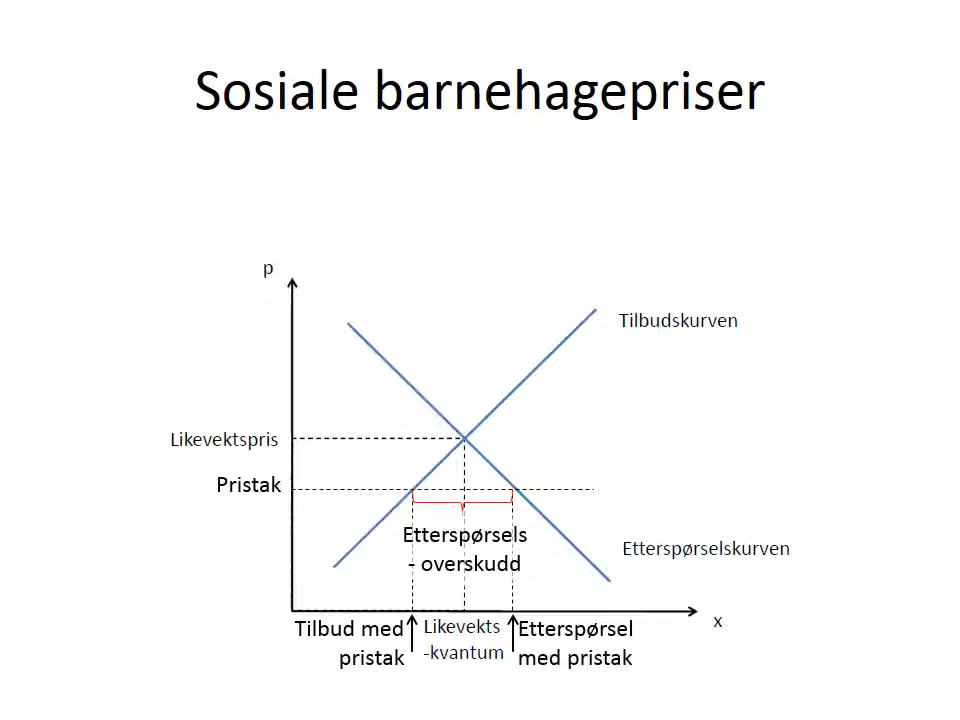 Sosiale barnehagepriser
p
Tilbudskurven
Likevektspris
Pristak
Etterspørsels
- overskudd
Etterspørselskurven
x
Tilbud med
pristak
Likevekts
-kvantum
Etterspørsel
med pristak